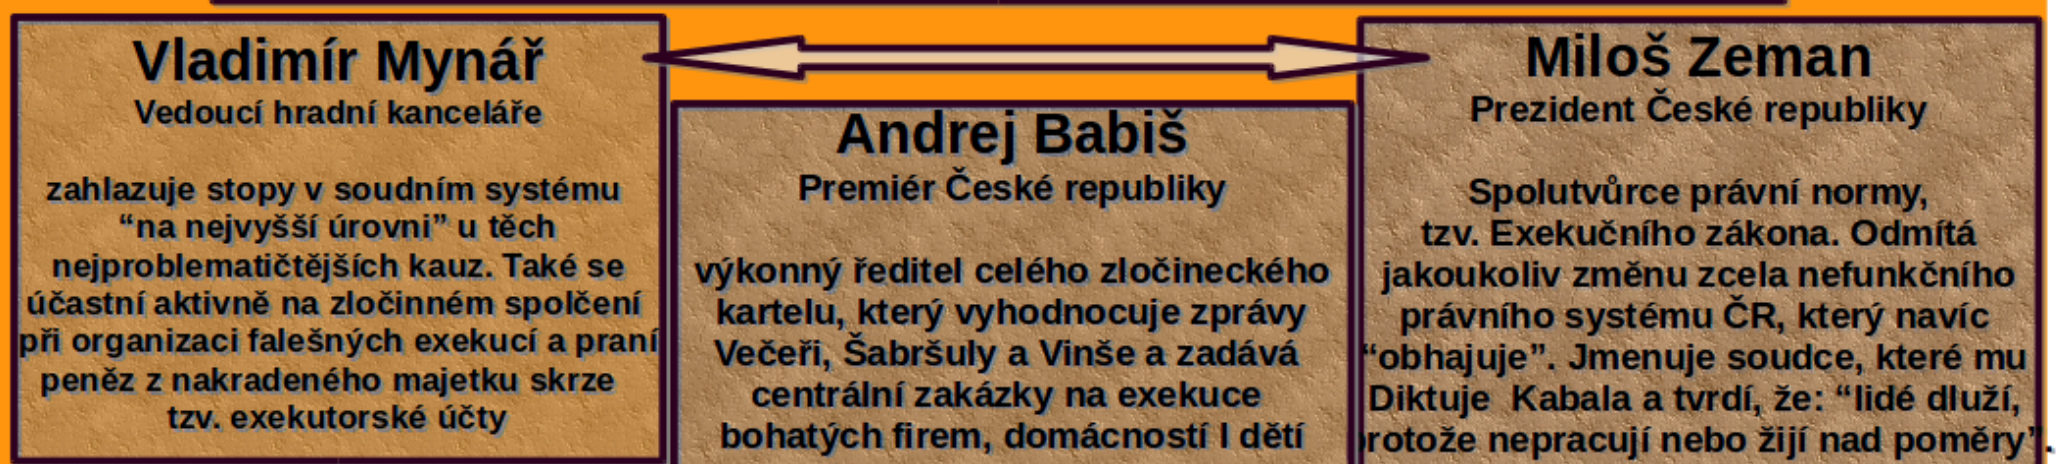 Vladimír Mynář
Vedoucí hradní kanceláře
zahlazuje stopy v soudním systému
“na nejvyšší úrovni” u těch
nejproblematičtějších kauz. Také se
účastní aktivně na zločinném spolčení
při organizaci falešných exekucí a praní
peněz z nakradeného majetku skrze
tzv. exekutorské účty
Andrej Babiš
Premiér České republiky
výkonný ředitel celého zločineckého
kartelu, který vyhodnocuje zprávy
Večeři, Šabršuly a Vinše a zadává
centrální zakázky na exekuce
bohatých firem, domácností I dětí
Miloš Zeman
Prezident České republiky
Spolutvůrce právní normy,
tzv. Exekučního zákona. Odmítá
jakoukoliv změnu zcela nefunkčního
právního systému ČR, který navíc
“obhajuje”. Jmenuje soudce, které mu
Diktuje  Kabala a tvrdí, že: “lidé dluží,
protože nepracují nebo žijí nad poměry”.